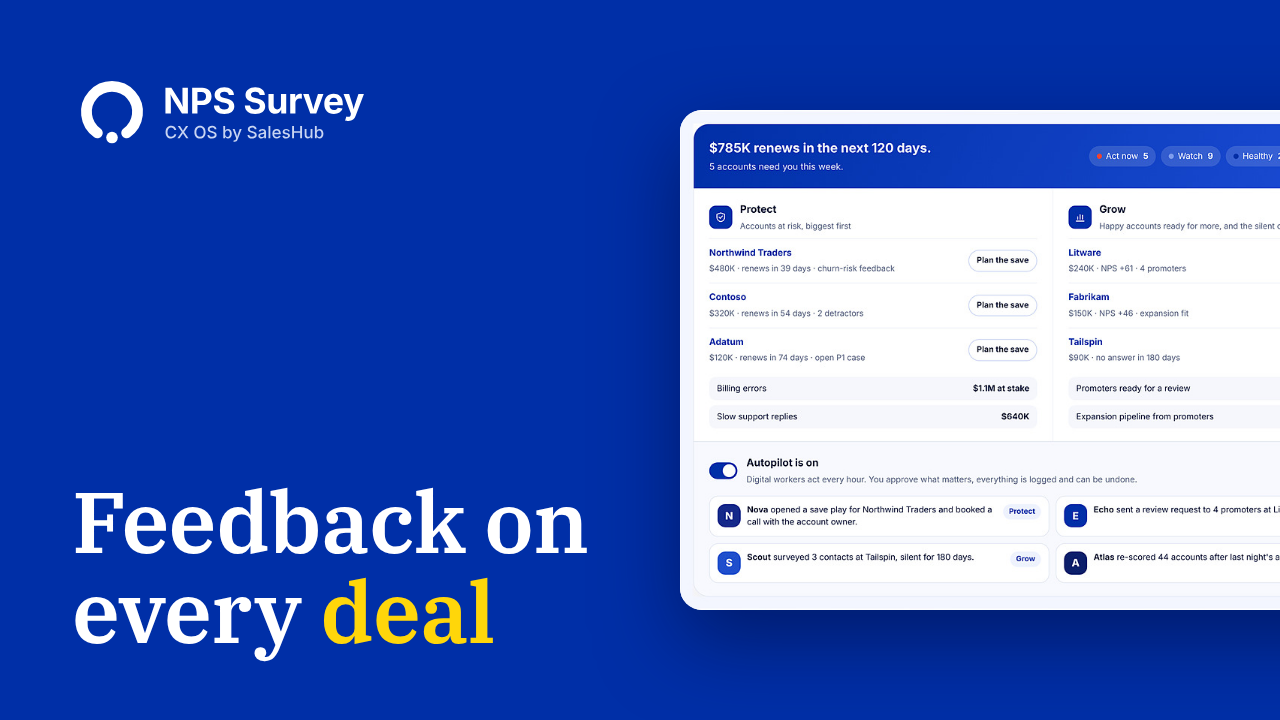 NPS Survey
CX OS by SalesHub
Feedback on
every deal
$785K renews in the next 120 days.
5 accounts need you this week.
Act now 5
Watch 9
Healthy
Protect
Accounts at risk, biggest first
Northwind Traders
$480K · renews in 39 days · churn-risk feedback
Plan the save
Contoso
$320K · renews in 54 days · 2 detractors
Plan the save
Adatum
$120K · renews in 74 days · open P1 case
Plan the save
Billing errors $1.1M at stake
Slow support replies $640K
Grow
Happy accounts ready for more, and the silent
Litware
$240K · NPS +61 · 4 promoters
Fabrikam
$150K · NPS +46 · expansion fit
Tailspin
$90K · no answer in 180 days
Promoters ready for a review
Expansion pipeline from promoters
Autopilot is on
Digital workers act every hour. You approve what matters, everything is logged and can be undone.
N
Nova opened a save play for Northwind Traders and booked a
call with the account owner.
Protect
E
Echo sent a review request to 4 promoters at
S
Scout surveyed 3 contacts at Tailspin, silent for 180 days.
Grow
A
Atlas re-scored 44 accounts after last night's